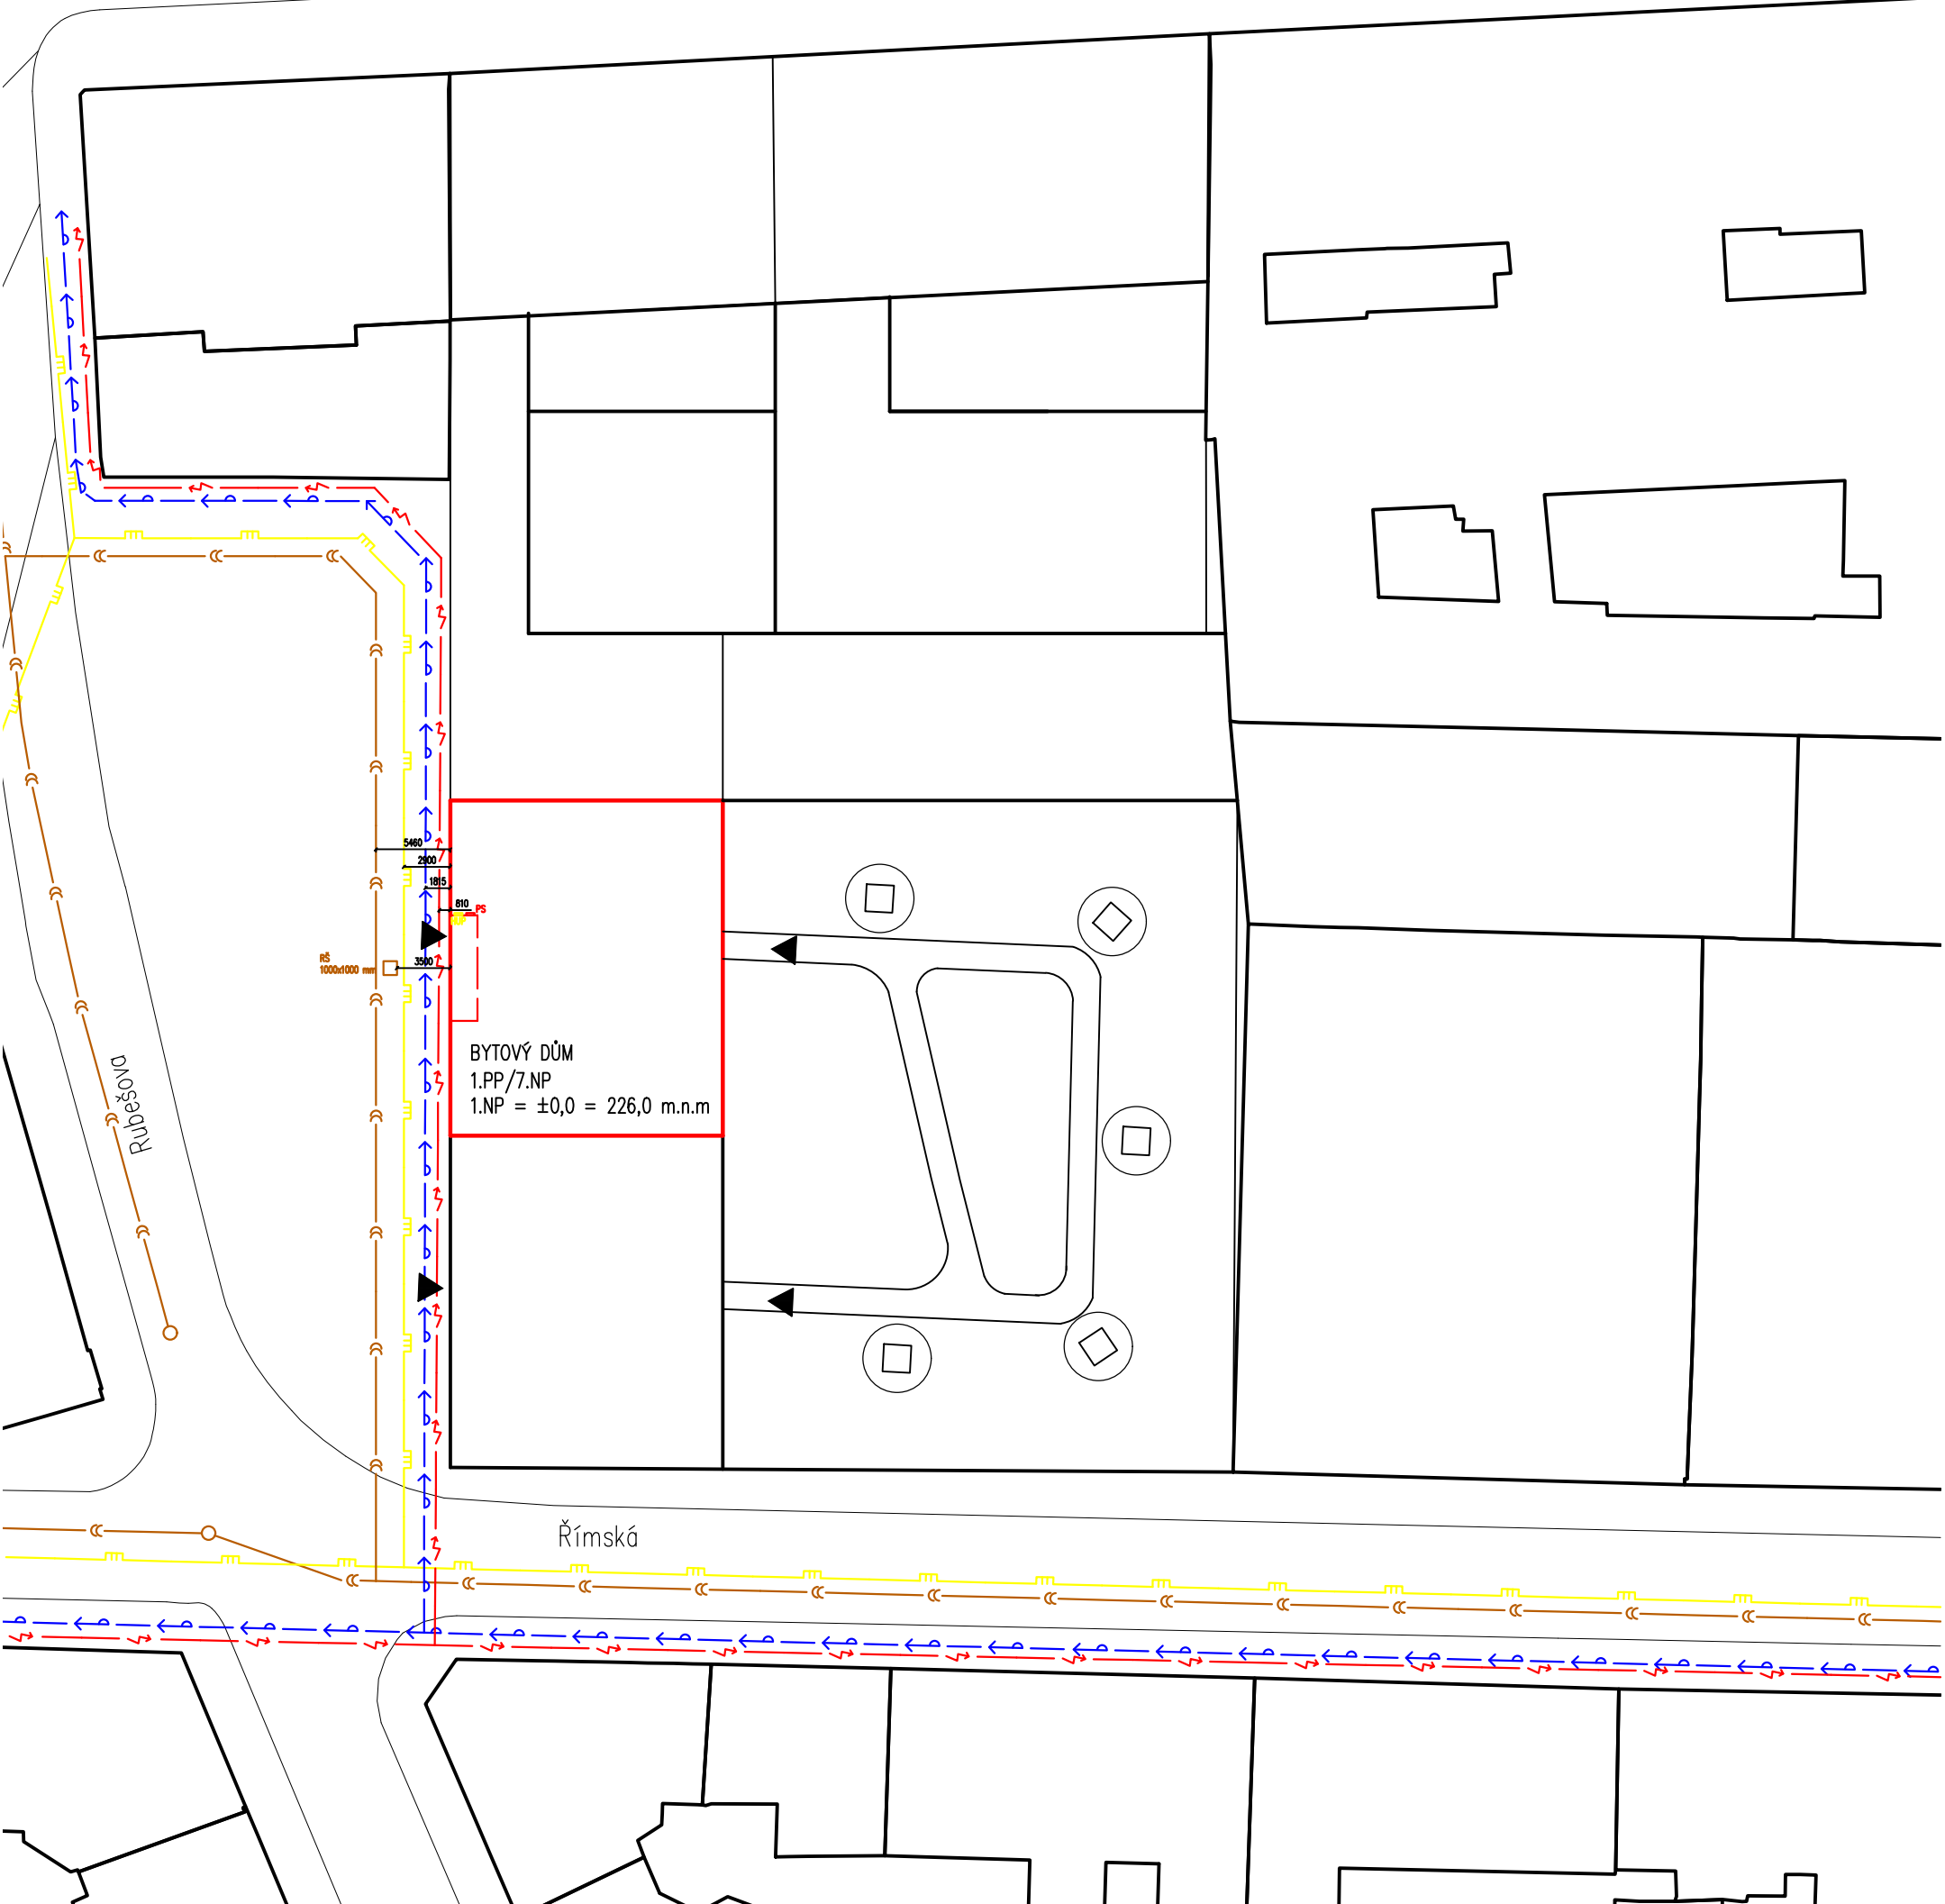 5460
2900
1815
810
PS
RŠ
1000x1000 mm
3500
BYTOVÝ DŮM
1.PP/7.NP
1.NP = ±0,0 = 226,0 m.n.m
Rubešova
Římská